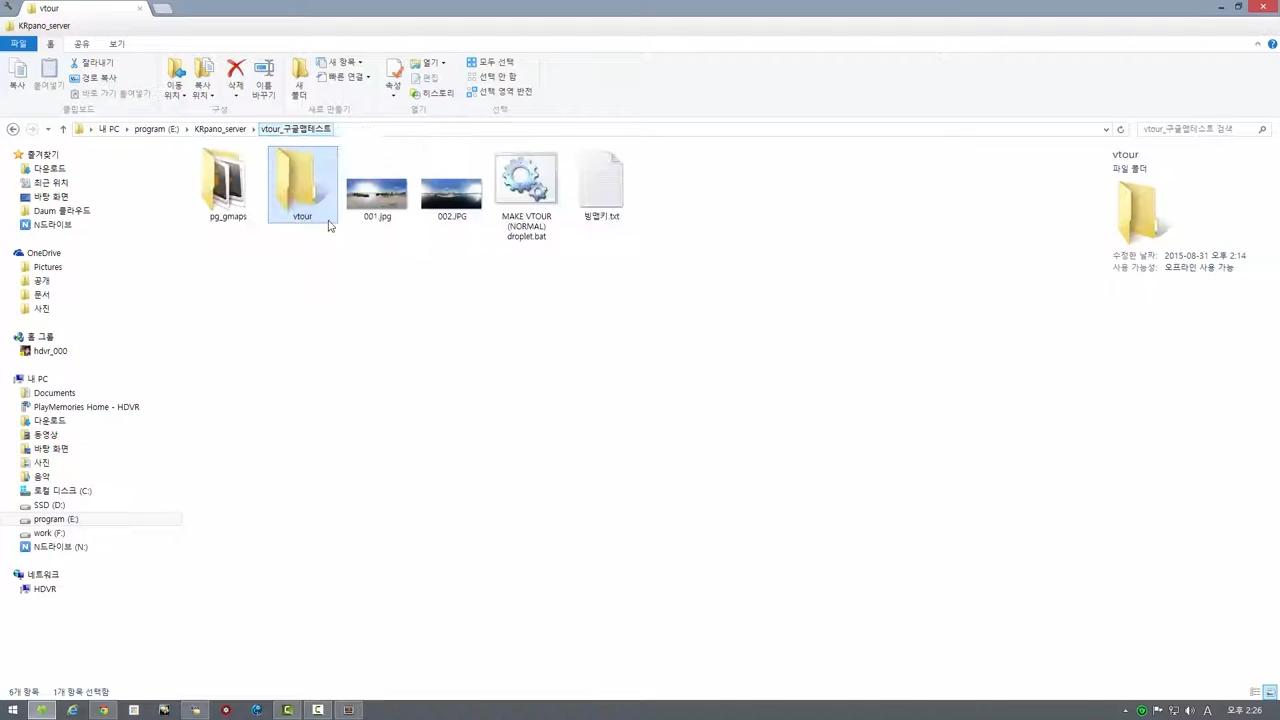 vtour
KRpano_server
파일
홈
공유
보기
복사
붙여넣기
잘라내기
경로 복사
바로 가기 붙여넣기
클립보드
이동 위치
복사 위치
삭제
이름 바꾸기
구성
새 폴더
새 항목
빠른 연결
새로 만들기
속성
열기
편집
히스토리
열기
모두 선택
선택 안 함
선택 영역 반전
선택
내 PC
program (E:)
KRpano_server
vtour_구글맵테스트
vtour_구글맵테스트 검색
즐겨찾기
다운로드
최근 위치
바탕 화면
Daum 클라우드
N드라이브
OneDrive
Pictures
공개
문서
사진
홈 그룹
hdvr_000
내 PC
Documents
PlayMemories Home - HDVR
다운로드
동영상
바탕 화면
사진
음악
로컬 디스크 (C:)
SSD (D:)
program (E:)
work (F:)
N드라이브 (N:)
네트워크
HDVR
pg_gmaps
vtour
001.jpg
002.JPG
MAKE VTOUR
(NORMAL)
droplet.bat
빙맵키.txt
vtour
파일 폴더
수정한 날짜: 2015-08-31 오후 2:14
사용 가능성: 오프라인 사용 가능
6개 항목
1개 항목 선택함
A
오후 2:26